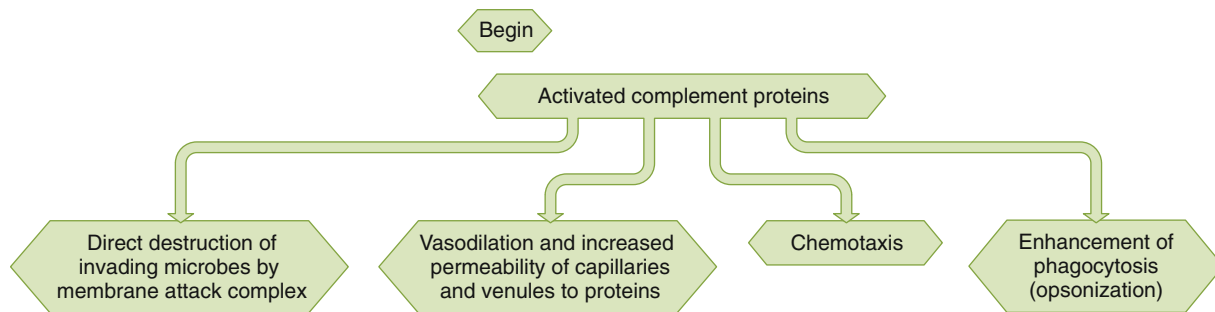 Begin
Activated complement proteins
Direct destruction of
invading microbes by
membrane attack complex
Vasodilation and increased
permeability of capillaries
and venules to proteins
Chemotaxis
Enhancement of
phagocytosis
(opsonization)